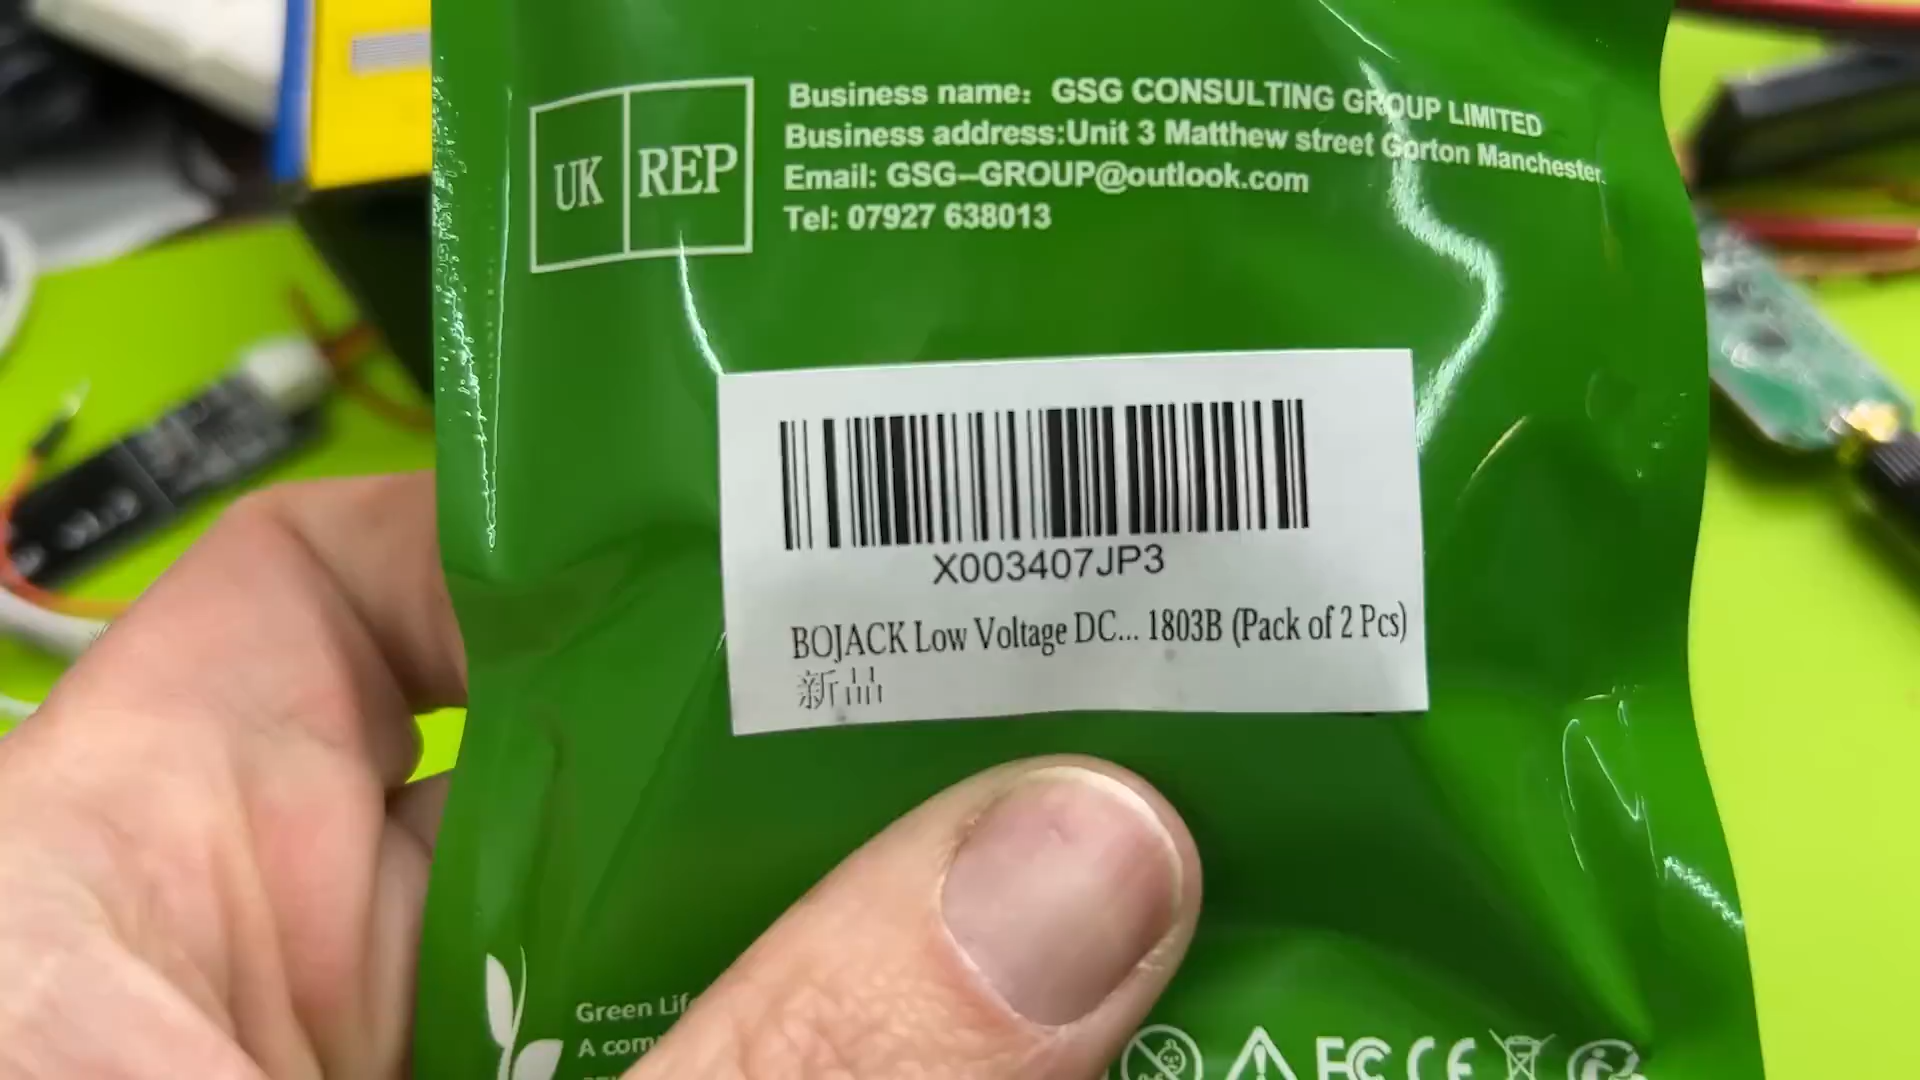 UK REP
Business name: GSG CONSULTING GROUP LIMITED
Business address:Unit 3 Matthew street Gorton Manchester
Email: GSG-GROUP@outlook.com
Tel: 07927 638013
X003407JP3
BOJACK Low Voltage DC... 1803B (Pack of 2 Pcs)
新品
Green
A
FC CE